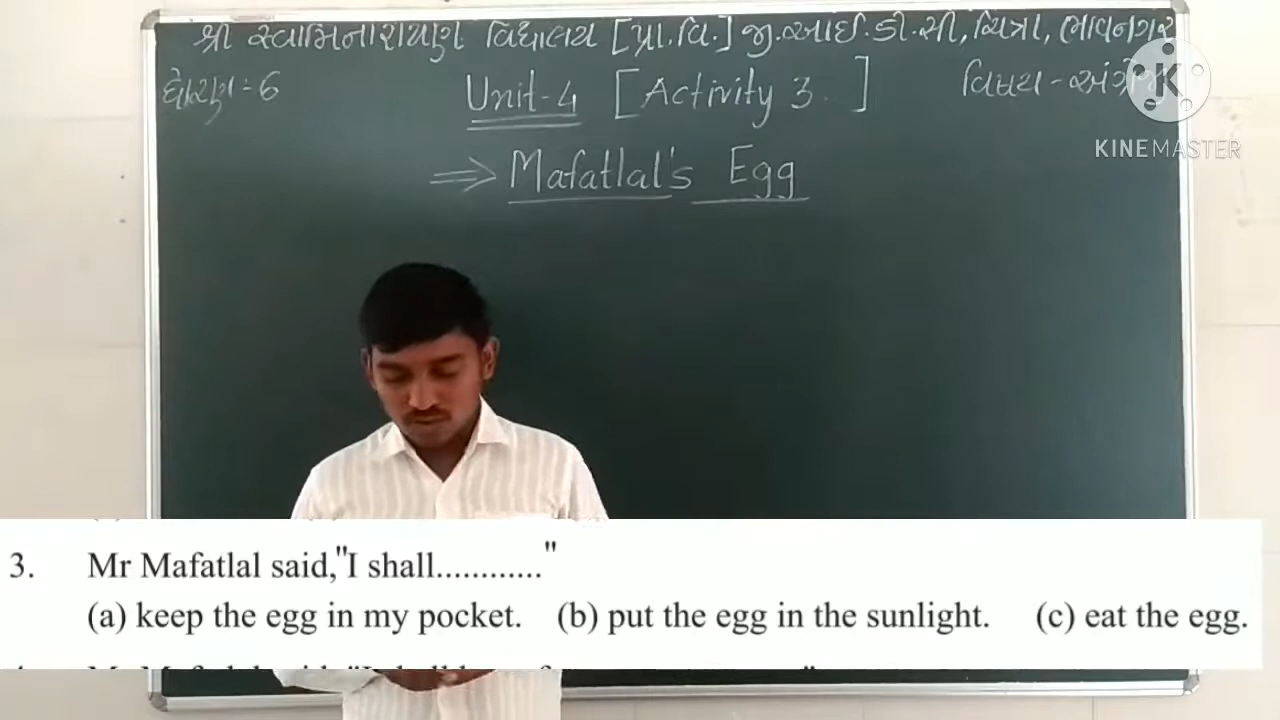 શ્રી સ્વામિનારાયણ વિદ્યાલય [પ્રા.વિ.] જી.આઈ.ડી.સી, ચિત્રા, ભાવનગર
ધોરણ:- 6 Unit-4 [Activity 3. ] વિષય - અંગ્રેજી
K
KINEMASTER
⇒ Mafatlal's Egg
3. Mr Mafatlal said,"I shall............"
(a) keep the egg in my pocket. (b) put the egg in the sunlight. (c) eat the egg.